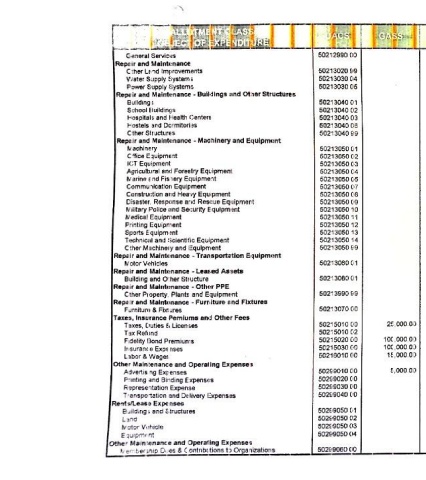 ALLOTMENT CLASS UACS GASS
OBJECT OF EXPENDITURE
General Services 50212990 00
Repair and Maintenance
Other Land Improvements 50213020 99
Water Supply Systems 50213030 04
Power Supply Systems 50213030 05
Repair and Maintenance - Buildings and Other Structures
Buildings 50213040 01
School Buildings 50213040 02
Hospitals and Health Centers 50213040 03
Hostels and Dormitories 50213040 06
Other Structures 50213040 99
Repair and Maintenance - Machinery and Equipment
Machinery 50213050 01
Office Equipment 50213050 02
ICT Equipment 50213050 03
Agricultural and Forestry Equipment 50213050 04
Marine and Fishery Equipment 50213050 05
Communication Equipment 50213050 07
Construction and Heavy Equipment 50213050 08
Disaster, Response and Rescue Equipment 50213050 09
Military Police and Security Equipment 50213050 10
Medical Equipment 50213050 11
Printing Equipment 50213050 12
Sports Equipment 50213050 13
Technical and Scientific Equipment 50213050 14
Other Machinery and Equipment 50213050 99
Repair and Maintenance - Transportation Equipment
Motor Vehicles 50213060 01
Repair and Maintenance - Leased Assets
Building and Other Structure 50213080 01
Repair and Maintenance - Other PPE
Other Property, Plants and Equipment 50213990 99
Repair and Maintenance - Furniture and Fixtures
Furniture & Fixtures 50213070 00
Taxes, Insurance Pemiums and Other Fees
Taxes, Duties & Licenses 50215010 00 25,000.00
Tax Refund 50215010 02
Fidelity Bond Premiums 50215020 00 100,000.00
Insurance Expenses 50215030 00 100,000.00
Labor & Wages 50216010 00 15,000.00
Other Maintenance and Operating Expenses
Advertising Expenses 50299010 00 5,000.00
Printing and Binding Expenses 50299020 00
Representation Expense 50299030 00
Transportation and Delivery Expenses 50299040 00
Rents/Lease Expenses
Buildings and Structures 50299050 01
Land 50299050 02
Motor Vehicle 50299050 03
Equipment 50299050 04
Other Maintenance and Operating Expenses
Membership Dues & Contributions to Organizations 50299060 00